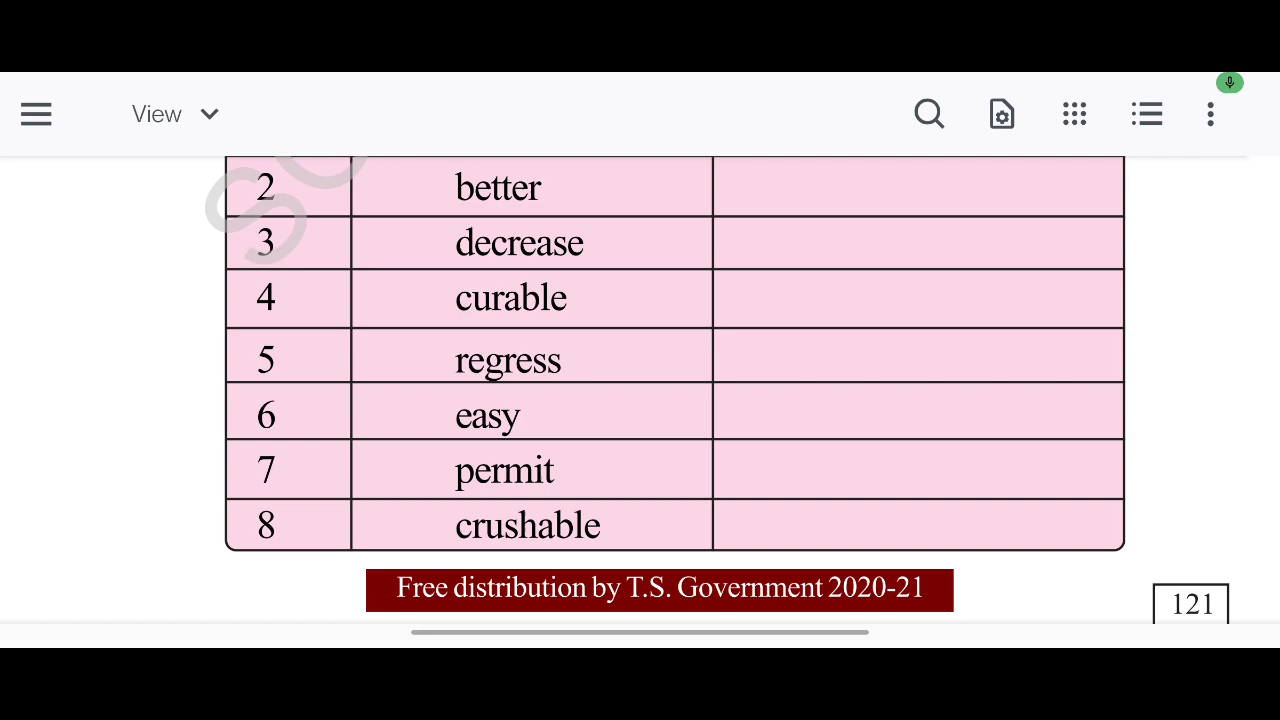 View
2 better
3 decrease
4 curable
5 regress
6 easy
7 permit
8 crushable
Free distribution by T.S. Government 2020-21
121